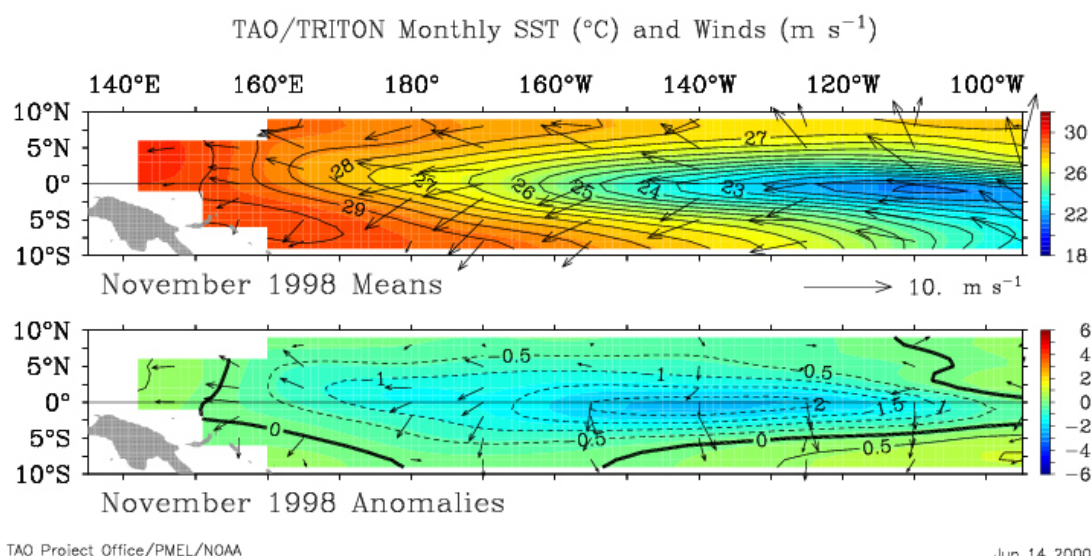 TAO/TRITON Monthly SST (°C) and Winds (m s⁻¹)
140°E 160°E 180° 160°W 140°W 120°W 100°W
10°N
5°N
0°
5°S
10°S
28
29
27
26
25
24
23
27
30
26
22
18
November 1998 Means
10. m s⁻¹
10°N
5°N
0°
5°S
10°S
0
1
-0.5
0.5
1
0
-0.5
2
1.5
1
0.5
6
4
2
0
-2
-4
-6
November 1998 Anomalies
TAO Project Office/PMEL/NOAA
Jun 14 2000